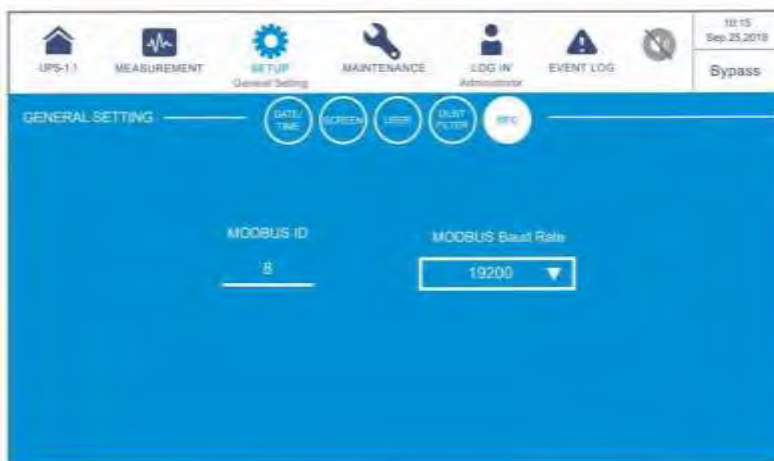 10:15
Sep 25,2019
UPS-1.1 MEASUREMENT SETUP MAINTENANCE LOG IN EVENT LOG
General Setting Administrator
Bypass
GENERAL SETTING
DATE/
TIME
SCREEN
USER
DUST
FILTER
MODBUS ID
MODBUS Baud Rate
8
19200